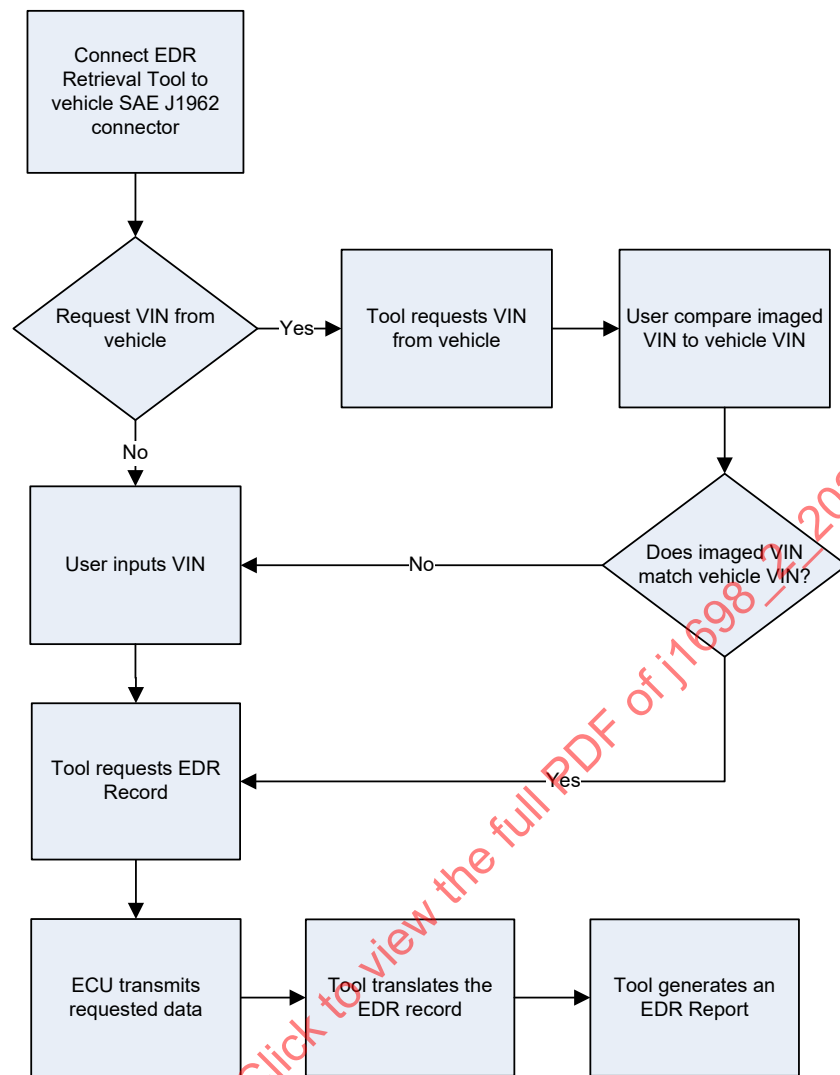 Connect EDR
Retrieval Tool to
vehicle SAE J1962
connector
Request VIN from
vehicle
Yes
Tool requests VIN
from vehicle
User compare imaged
VIN to vehicle VIN
No
User inputs VIN
No
Does imaged VIN
match vehicle VIN?
Tool requests EDR
Record
Yes
ECU transmits
requested data
Tool translates the
EDR record
Tool generates an
EDR Report
Click to view the full PDF of j1698_2_20